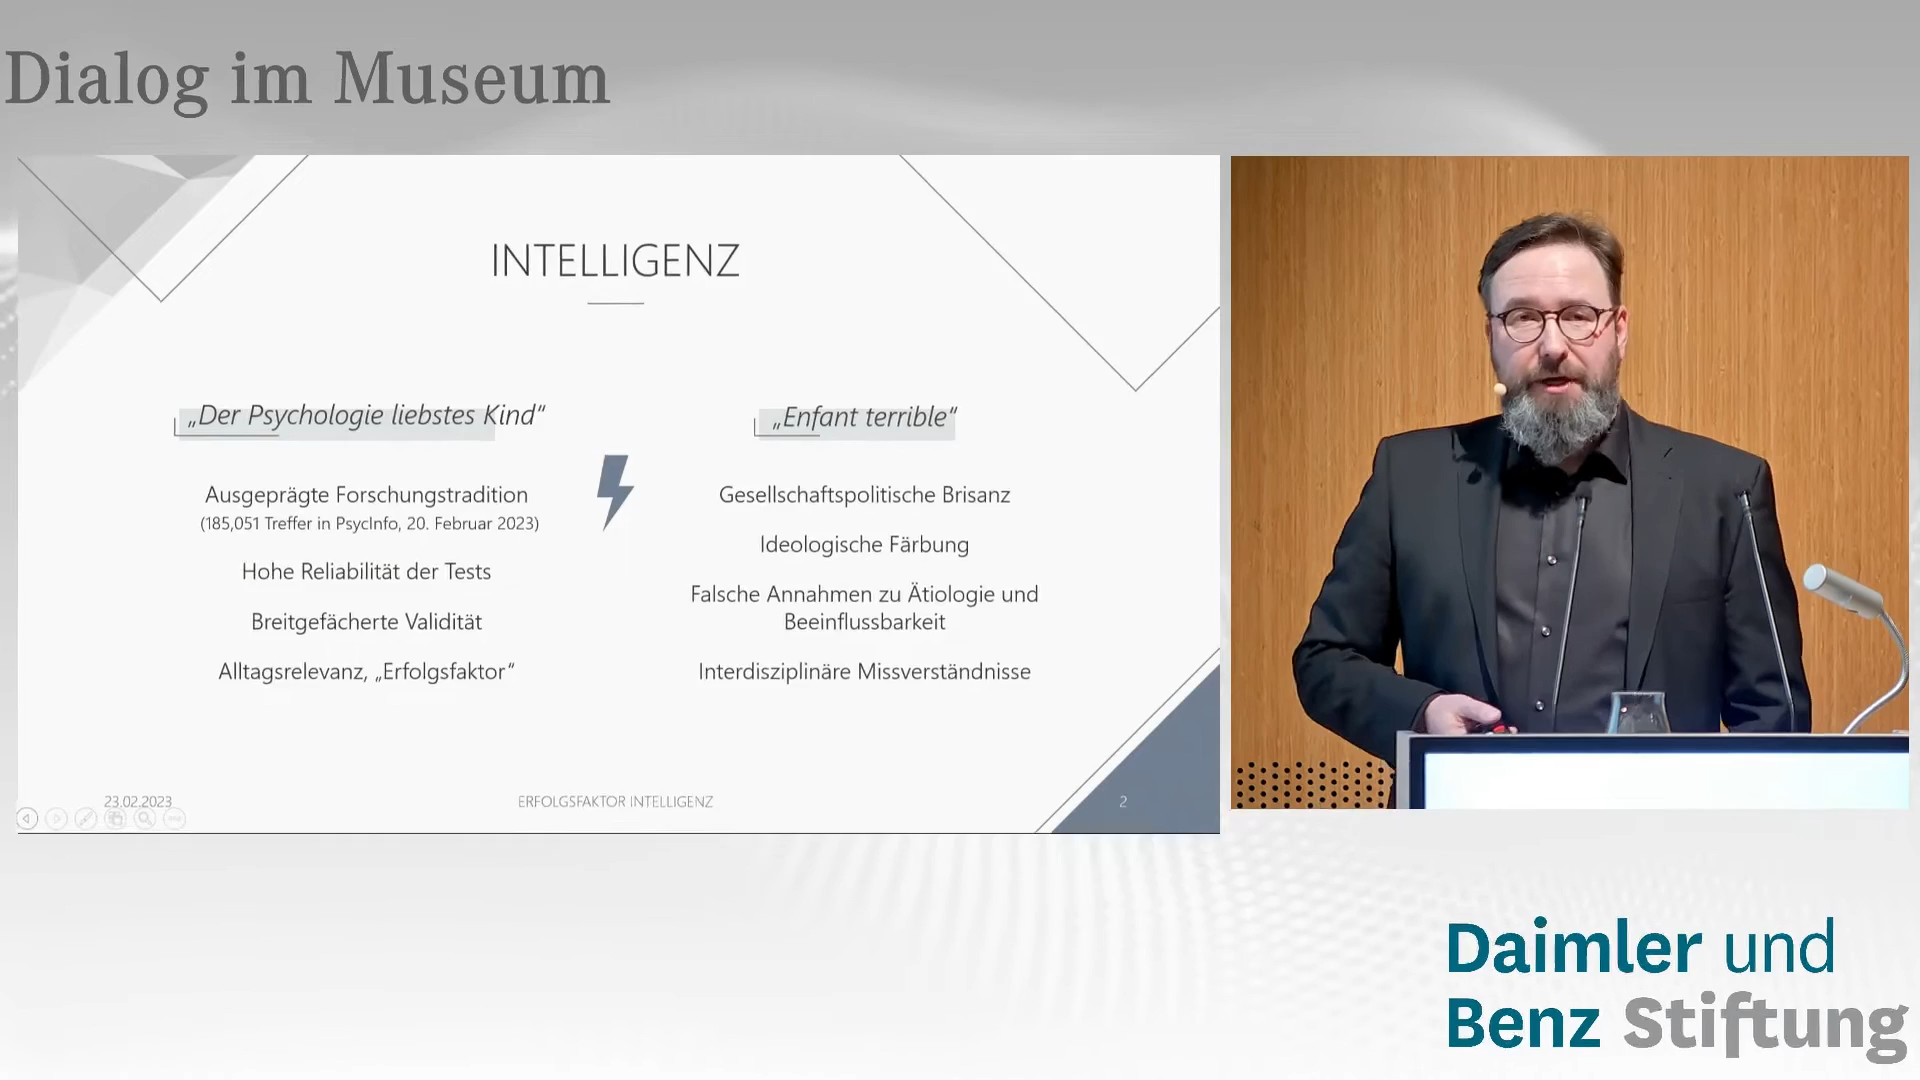 Dialog im Museum
INTELLIGENZ
„Der Psychologie liebstes Kind“
Ausgeprägte Forschungstradition
(185,051 Treffer in PsycInfo, 20. Februar 2023)
Hohe Reliabilität der Tests
Breitgefächerte Validität
Alltagsrelevanz, „Erfolgsfaktor“
„Enfant terrible“
Gesellschaftspolitische Brisanz
Ideologische Färbung
Falsche Annahmen zu Ätiologie und
Beeinflussbarkeit
Interdisziplinäre Missverständnisse
23.02.2023
ERFOLGSFAKTOR INTELLIGENZ
2
Daimler und
Benz Stiftung